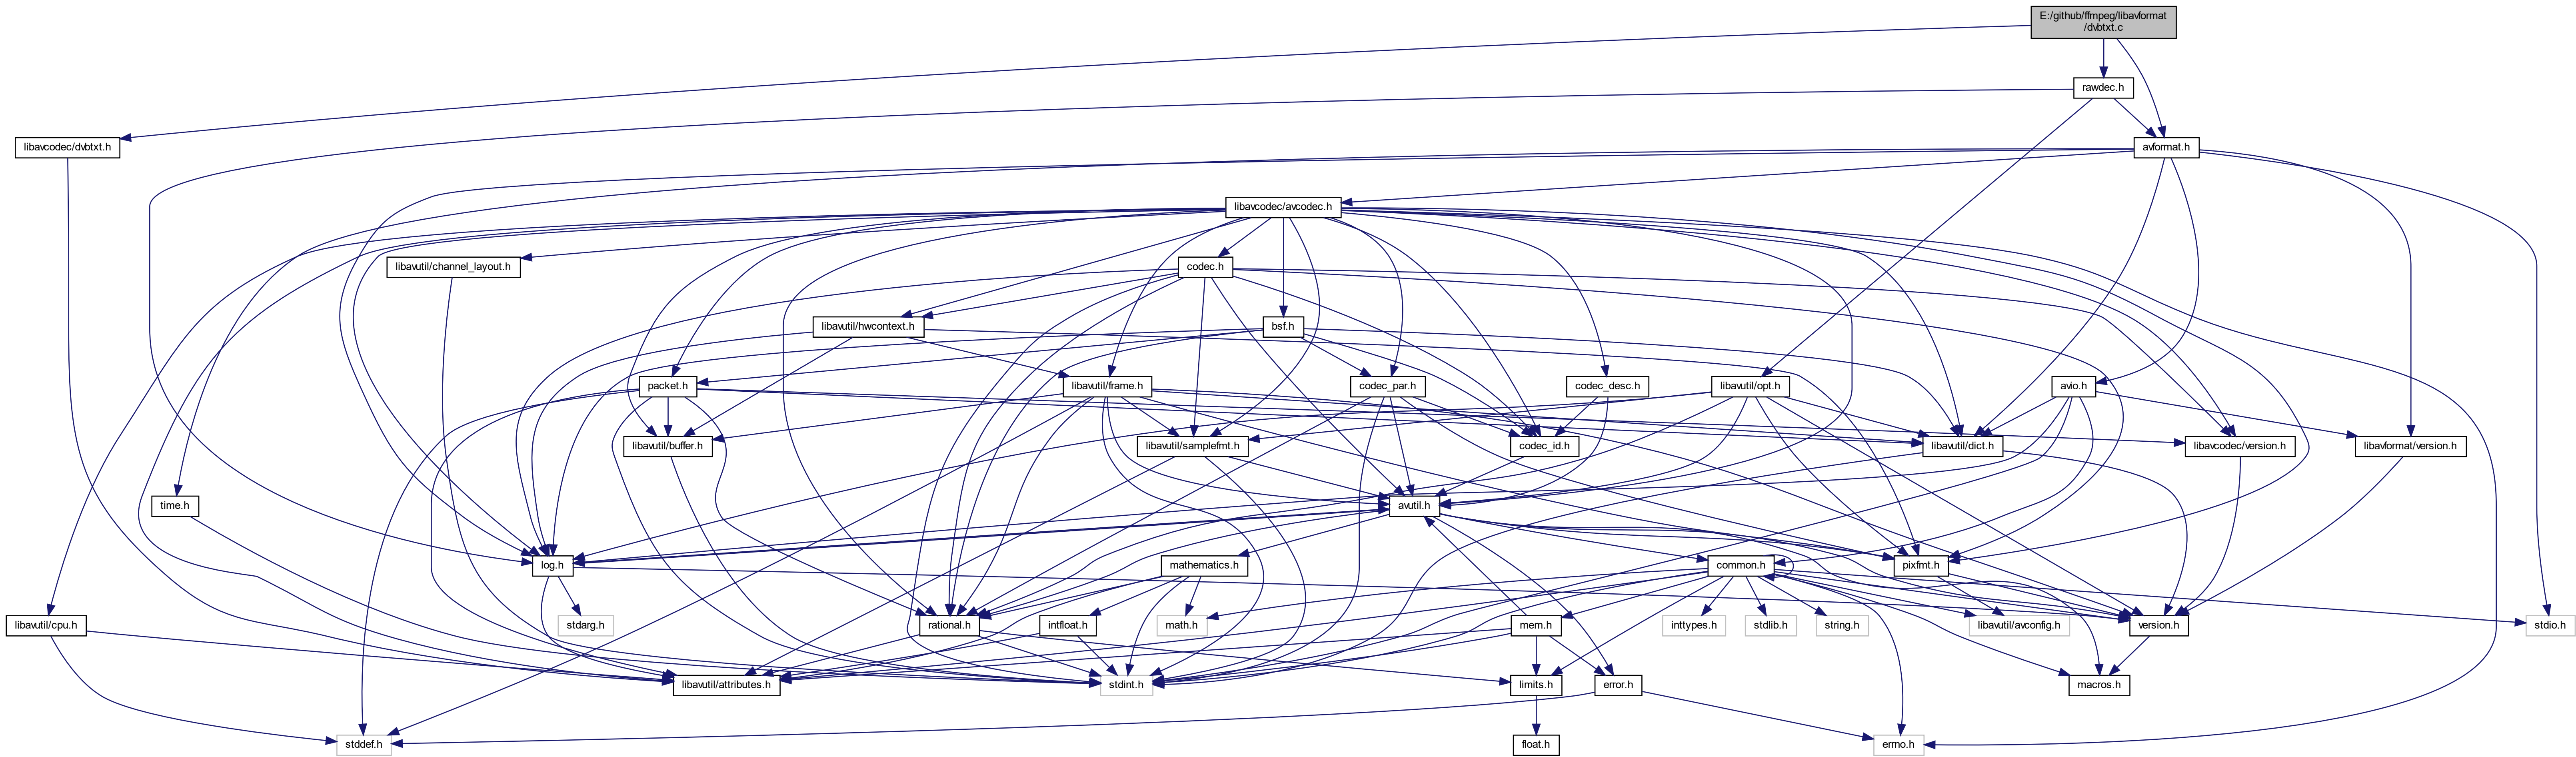 E:/github/ffmpeg/libavformat
/dvbtxt.c
rawdec.h
libavcodec/dvbtxt.h
avformat.h
libavcodec/avcodec.h
libavutil/channel_layout.h
codec.h
libavutil/hwcontext.h
bsf.h
packet.h
libavutil/frame.h
codec_par.h
codec_desc.h
libavutil/opt.h
avio.h
libavutil/buffer.h
libavutil/samplefmt.h
codec_id.h
libavutil/dict.h
libavcodec/version.h
libavformat/version.h
time.h
avutil.h
log.h
mathematics.h
common.h
pixfmt.h
libavutil/cpu.h
stdarg.h
rational.h
intfloat.h
math.h
mem.h
inttypes.h
stdlib.h
string.h
libavutil/avconfig.h
version.h
stdio.h
libavutil/attributes.h
stdint.h
limits.h
error.h
macros.h
stddef.h
float.h
errno.h